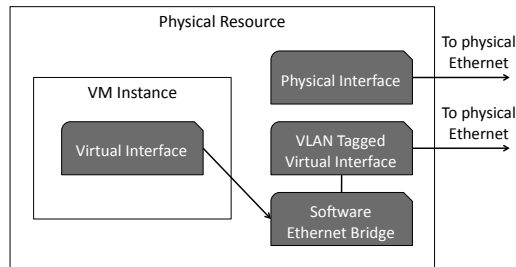 Physical Resource
To physical
Ethernet
Physical Interface
VM Instance
To physical
Ethernet
Virtual Interface
VLAN Tagged
Virtual Interface
Software
Ethernet Bridge